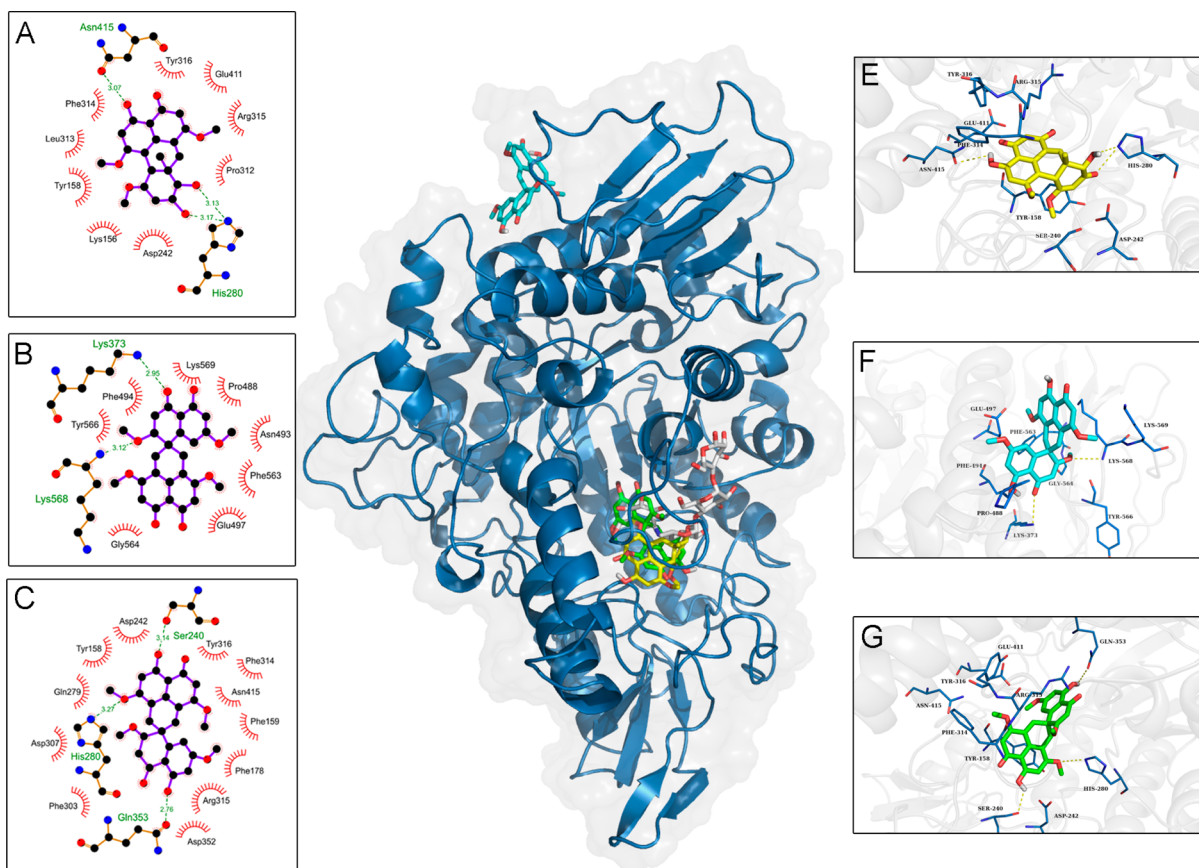 A
Asn415
Tyr316
Glu411
3.07
Phe314
Arg315
Leu313
Pro312
Tyr158
3.13
3.17
Lys156
Asp242
His280
B
Lys373
Lys569
2.95
Pro488
Phe494
Tyr566
Asn493
3.12
Phe563
Lys568
Glu497
Gly564
C
Asp242
Ser240
3.14
Tyr158
Tyr316
Phe314
Gln279
Asn415
3.27
Phe159
Asp307
His280
Phe178
Phe303
Arg315
Gln353
2.76
Asp352
E
TYR-316
ARG-315
GLU-411
PHE-314
ASN-415
HIS-280
TYR-158
SER-240
ASP-242
F
GLU-497
PHE-563
LYS-569
LYS-568
PHE-494
GLY-564
PRO-488
TYR-566
LYS-373
G
GLN-353
GLU-411
TYR-316
ARG-315
ASN-415
PHE-314
TYR-158
HIS-280
SER-240
ASP-242